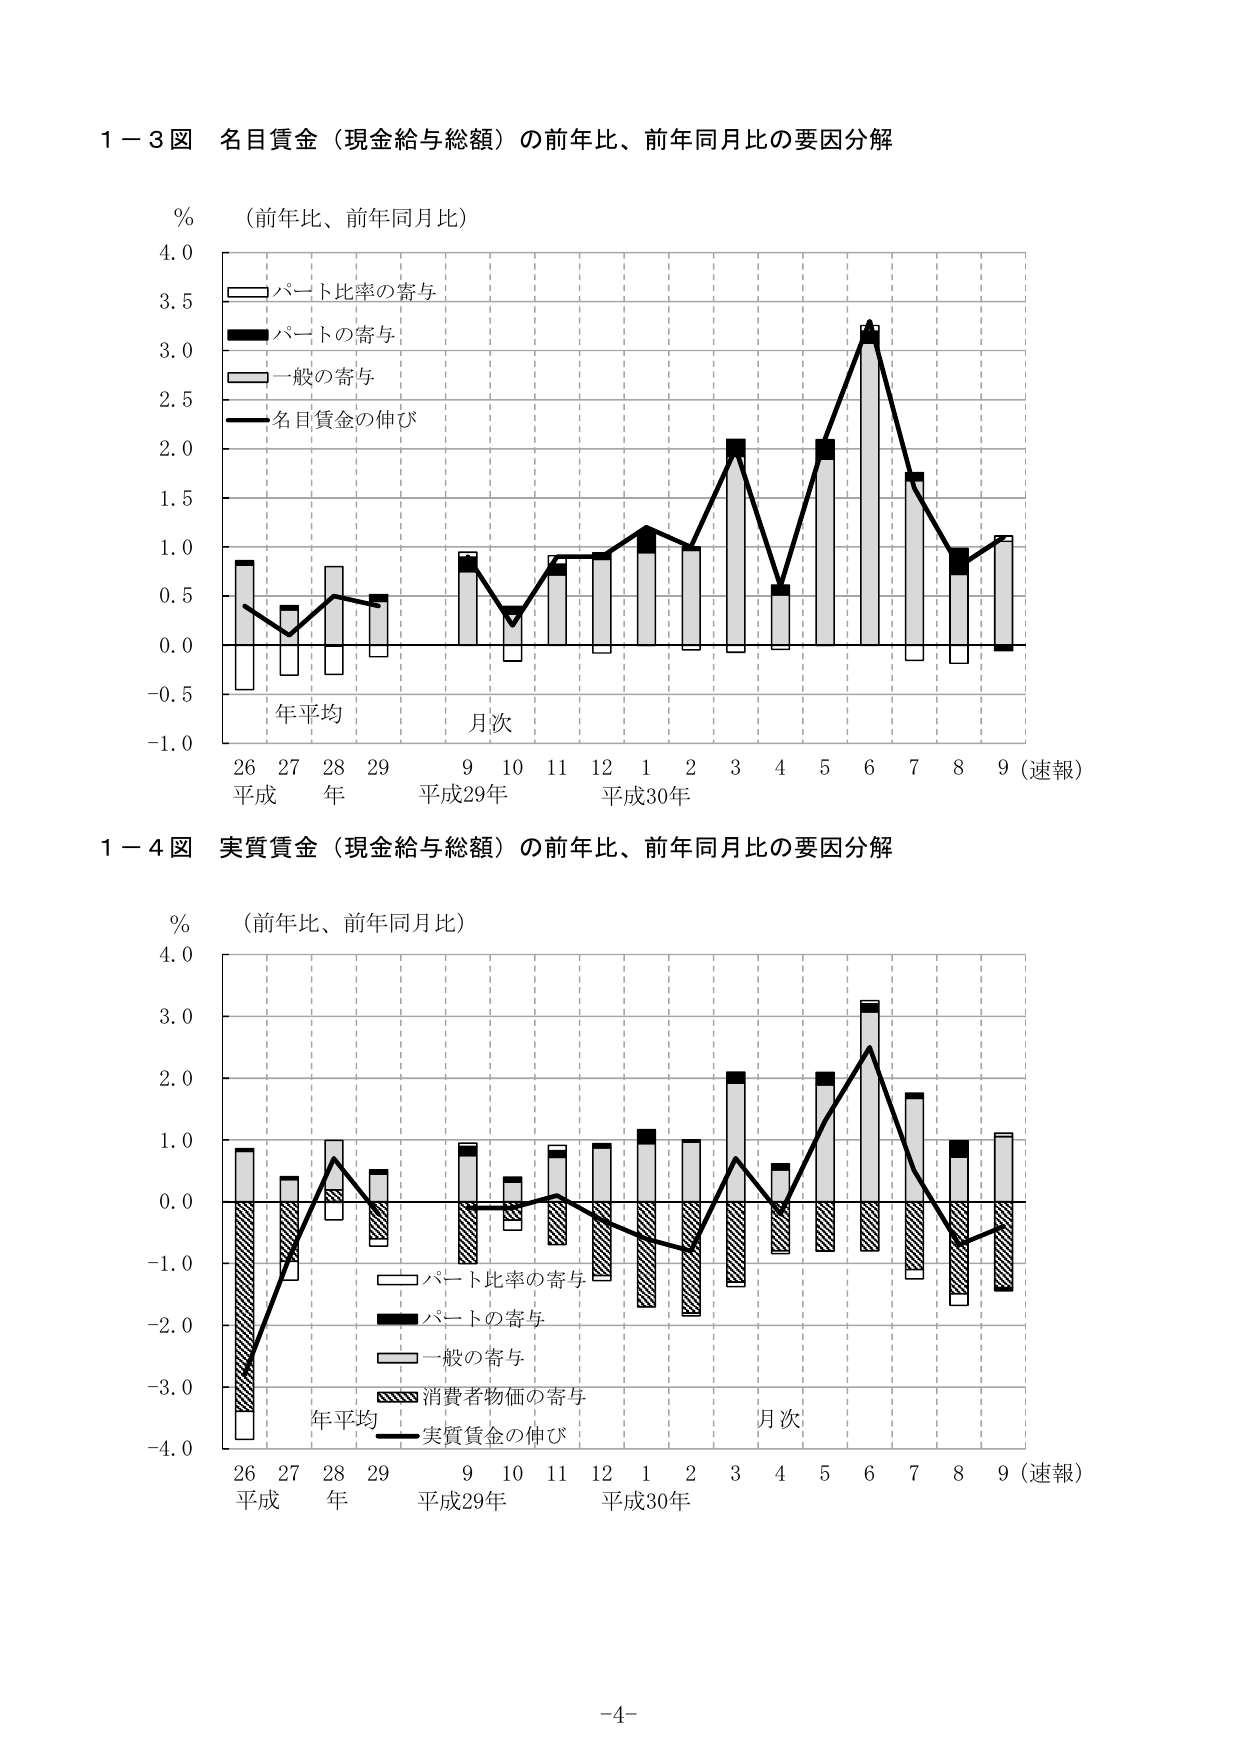 １－３図　名目賃金（現金給与総額）の前年比、前年同月比の要因分解
％　（前年比、前年同月比）
4.0
3.5
3.0
2.5
2.0
1.5
1.0
0.5
0.0
-0.5
-1.0
パート比率の寄与
パートの寄与
一般の寄与
名目賃金の伸び
年平均　月次
26 27 28 29 9 10 11 12 1 2 3 4 5 6 7 8 9（速報）
平成　年　平成29年　平成30年
１－４図　実質賃金（現金給与総額）の前年比、前年同月比の要因分解
％　（前年比、前年同月比）
4.0
3.0
2.0
1.0
0.0
-1.0
-2.0
-3.0
-4.0
パート比率の寄与
パートの寄与
一般の寄与
消費者物価の寄与
実質賃金の伸び
年平均　月次
26 27 28 29 9 10 11 12 1 2 3 4 5 6 7 8 9（速報）
平成　年　平成29年　平成30年
-4-